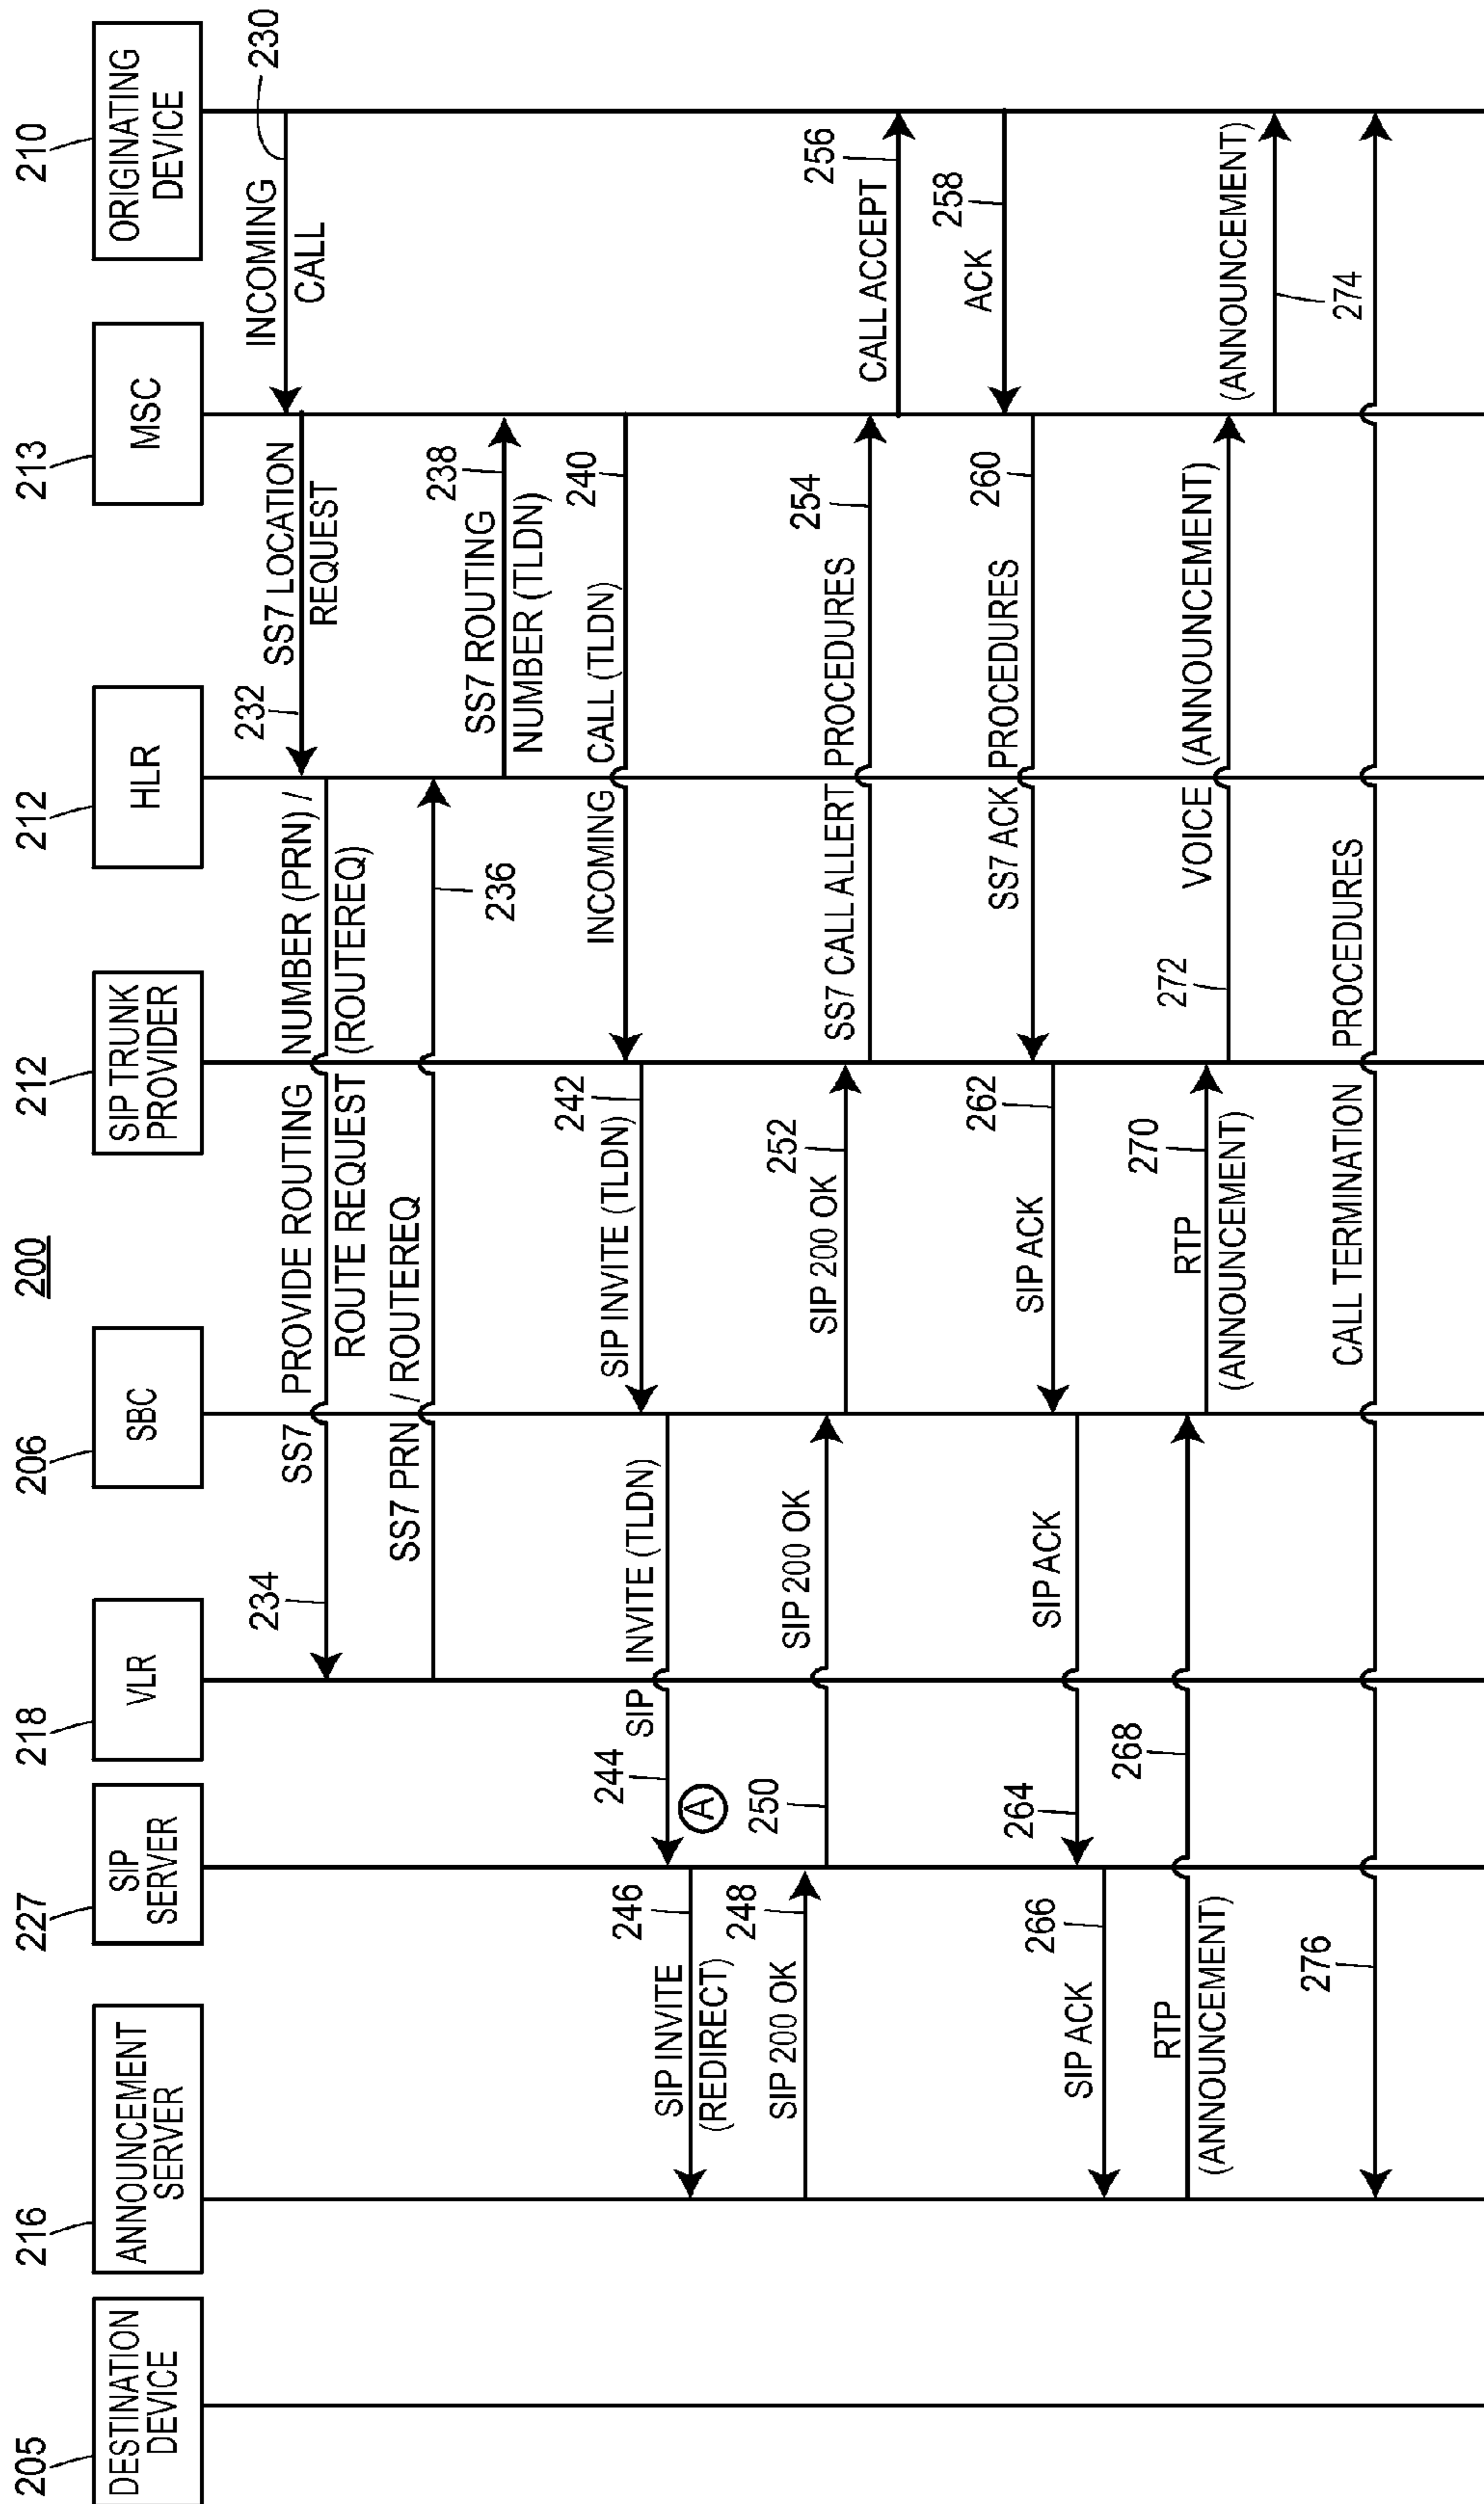 200
205
DESTINATION
DEVICE
216
ANNOUNCEMENT
SERVER
227
SIP
SERVER
218
VLR
206
SBC
212
SIP TRUNK
PROVIDER
212
HLR
213
MSC
210
ORIGINATING
DEVICE
INCOMING
CALL
230
SS7 LOCATION
REQUEST
232
234
SS7 PROVIDE ROUTING NUMBER (PRN) /
ROUTE REQUEST (ROUTEREQ)
SS7 PRN / ROUTEREQ
236
SS7 ROUTING
NUMBER (TLDN)
238
INCOMING CALL (TLDN)
240
SIP INVITE (TLDN)
242
244
SIP INVITE (TLDN)
A
SIP INVITE
(REDIRECT)
246
SIP 200 OK
248
250
SIP 200 OK
SIP 200 OK
252
SS7 CALL ALLERT PROCEDURES
254
CALL ACCEPT
256
ACK
258
SS7 ACK PROCEDURES
260
SIP ACK
262
264
SIP ACK
SIP ACK
266
RTP
(ANNOUNCEMENT)
268
RTP
(ANNOUNCEMENT)
270
272
VOICE (ANNOUNCEMENT)
(ANNOUNCEMENT)
274
276
CALL TERMINATION PROCEDURES